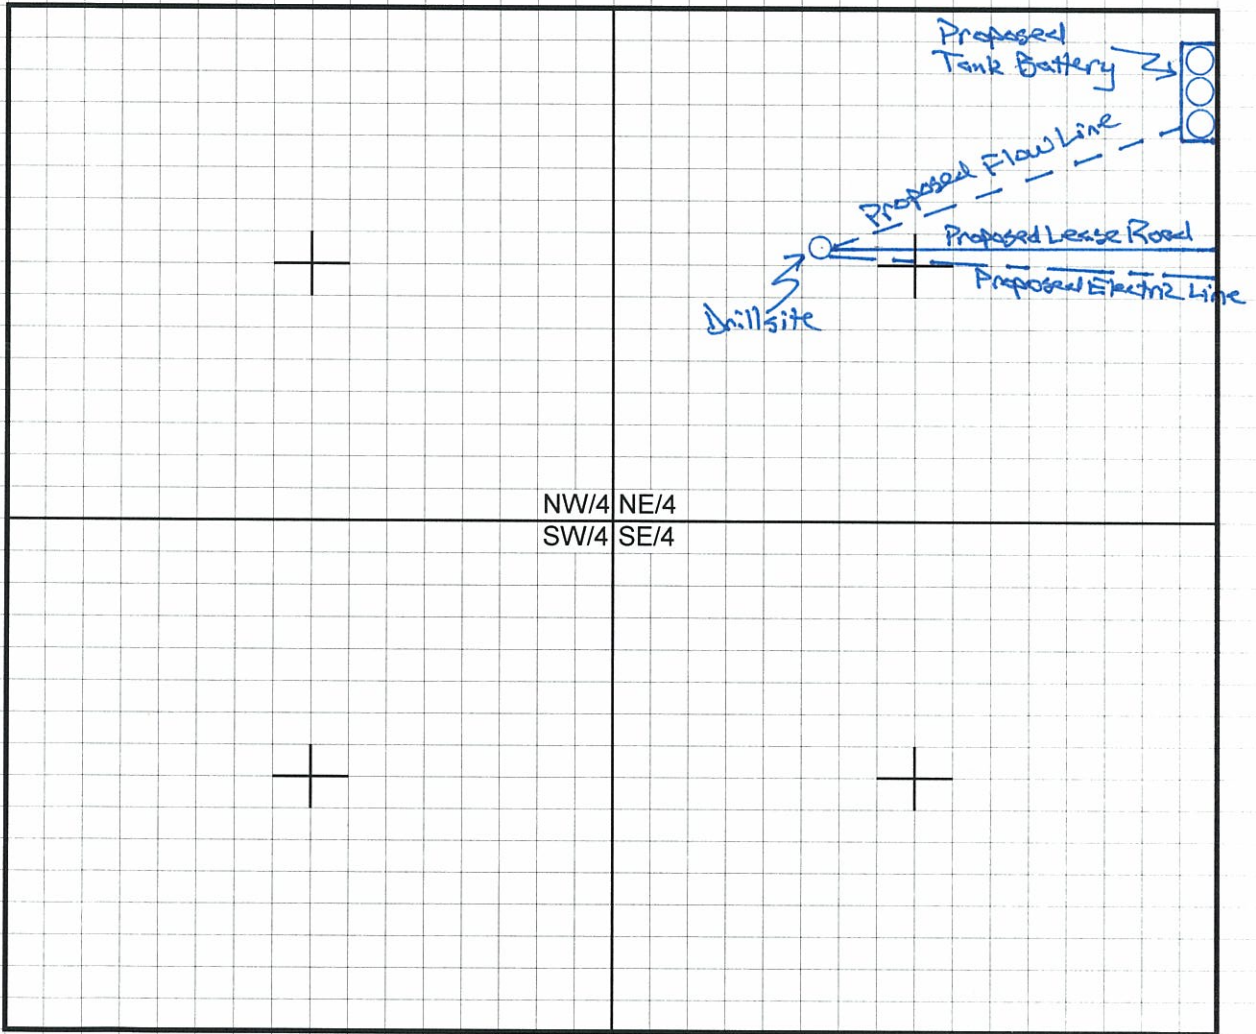 Proposed
Tank Battery
Proposed Flow Line
Proposed Lease Road
Proposed Electric Line
Drillsite
NW/4 NE/4
SW/4 SE/4